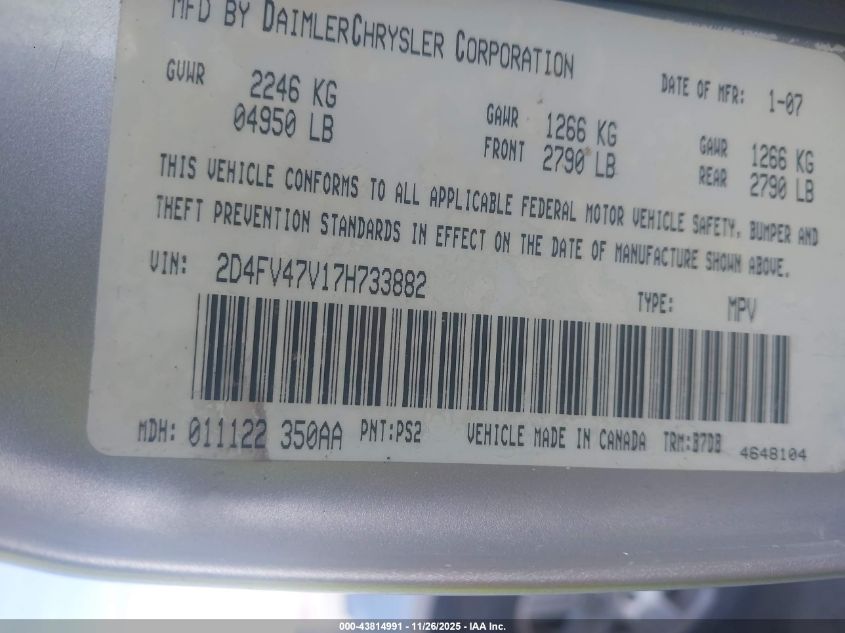 MFD BY DAIMLERCHRYSLER CORPORATION
DATE OF MFR: 1-07
GVWR 2246 KG
04950 LB
GAWR FRONT 1266 KG
2790 LB
GAWR REAR 1266 KG
2790 LB
THIS VEHICLE CONFORMS TO ALL APPLICABLE FEDERAL MOTOR VEHICLE SAFETY, BUMPER AND
THEFT PREVENTION STANDARDS IN EFFECT ON THE DATE OF MANUFACTURE SHOWN ABOVE.
VIN: 2D4FV47V17H733882
TYPE: MPV
MDH: 011122 350AA PNT:PS2 VEHICLE MADE IN CANADA TRM:B7DB 4648104
000-43814991 - 11/26/2025 - IAA Inc.